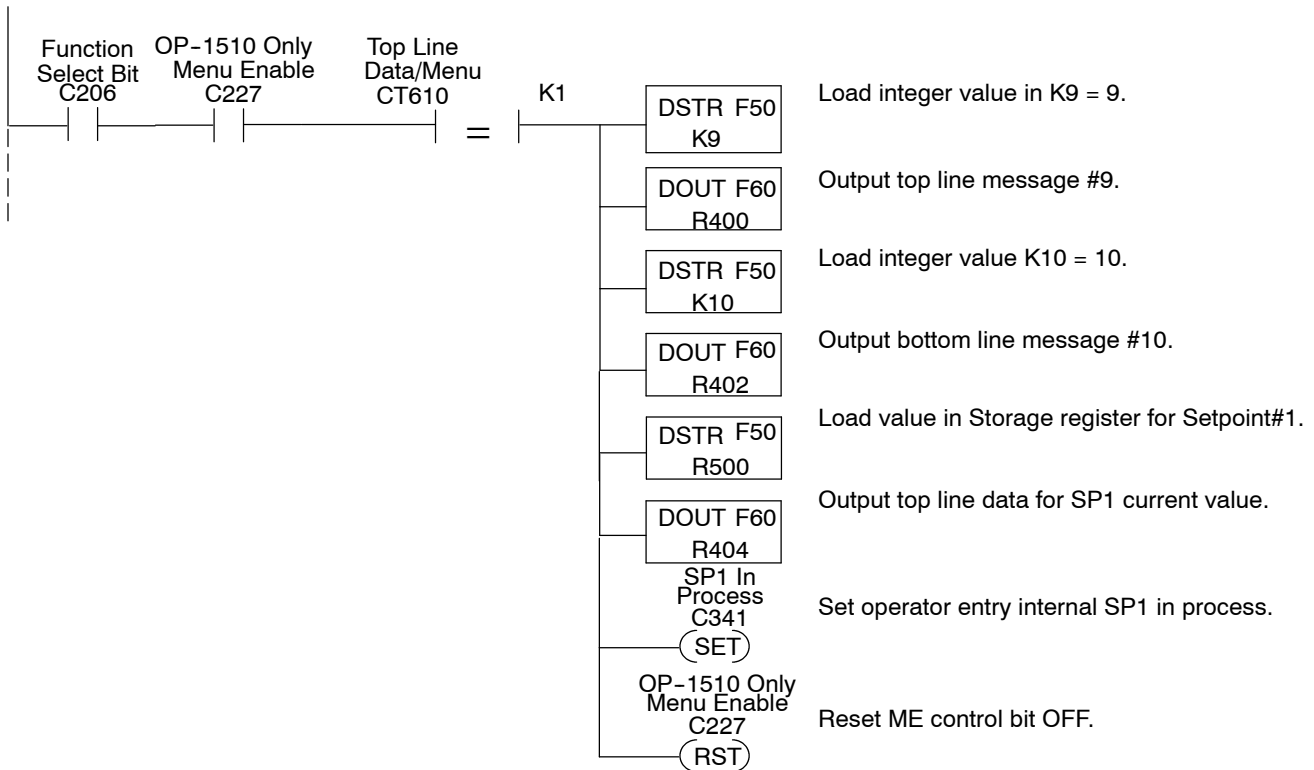 Function
Select Bit
C206
OP-1510 Only
Menu Enable
C227
Top Line
Data/Menu
CT610
=
K1
DSTR F50
K9
Load integer value in K9 = 9.
DOUT F60
R400
Output top line message #9.
DSTR F50
K10
Load integer value K10 = 10.
DOUT F60
R402
Output bottom line message #10.
DSTR F50
R500
Load value in Storage register for Setpoint#1.
DOUT F60
R404
Output top line data for SP1 current value.
SP1 In
Process
C341
SET
Set operator entry internal SP1 in process.
OP-1510 Only
Menu Enable
C227
RST
Reset ME control bit OFF.